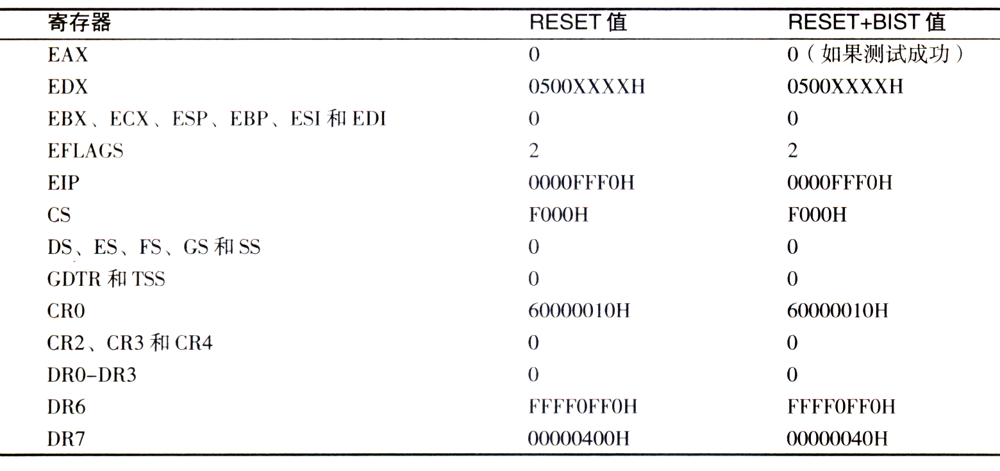 寄存器 RESET 值 RESET+BIST 值
EAX 0 0（如果测试成功）
EDX 0500XXXXH 0500XXXXH
EBX、ECX、ESP、EBP、ESI 和 EDI 0 0
EFLAGS 2 2
EIP 0000FFF0H 0000FFF0H
CS F000H F000H
DS、ES、FS、GS 和 SS 0 0
GDTR 和 TSS 0 0
CR0 60000010H 60000010H
CR2、CR3 和 CR4 0 0
DR0–DR3 0 0
DR6 FFFF0FF0H FFFF0FF0H
DR7 00000400H 00000040H